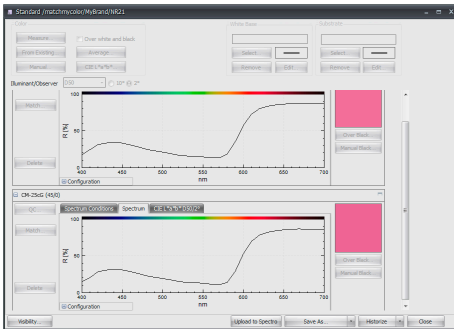 Standard /matchmycolor/MyBrand/NR21
Color
White Base
Substrate
Measure
Over white and black
From Existing
Average
Select
Select
Manual
CIE L*a*b*
Remove
Edit
Remove
Edit
Illuminant/Observer
D50
10°
2°
Match
Delete
100
50
0
R [%]
400 450 500 550 600 650 700
nm
Configuration
Over Black
Manual Black
CM-25cG (45/0)
QC
Spectrum Conditions
Spectrum
CIE L*a*b* D50/2°
Match
Delete
100
50
0
R [%]
400 450 500 550 600 650 700
nm
Configuration
Over Black
Manual Black
Visibility...
Upload to Spectro
Save As...
Historize
Close